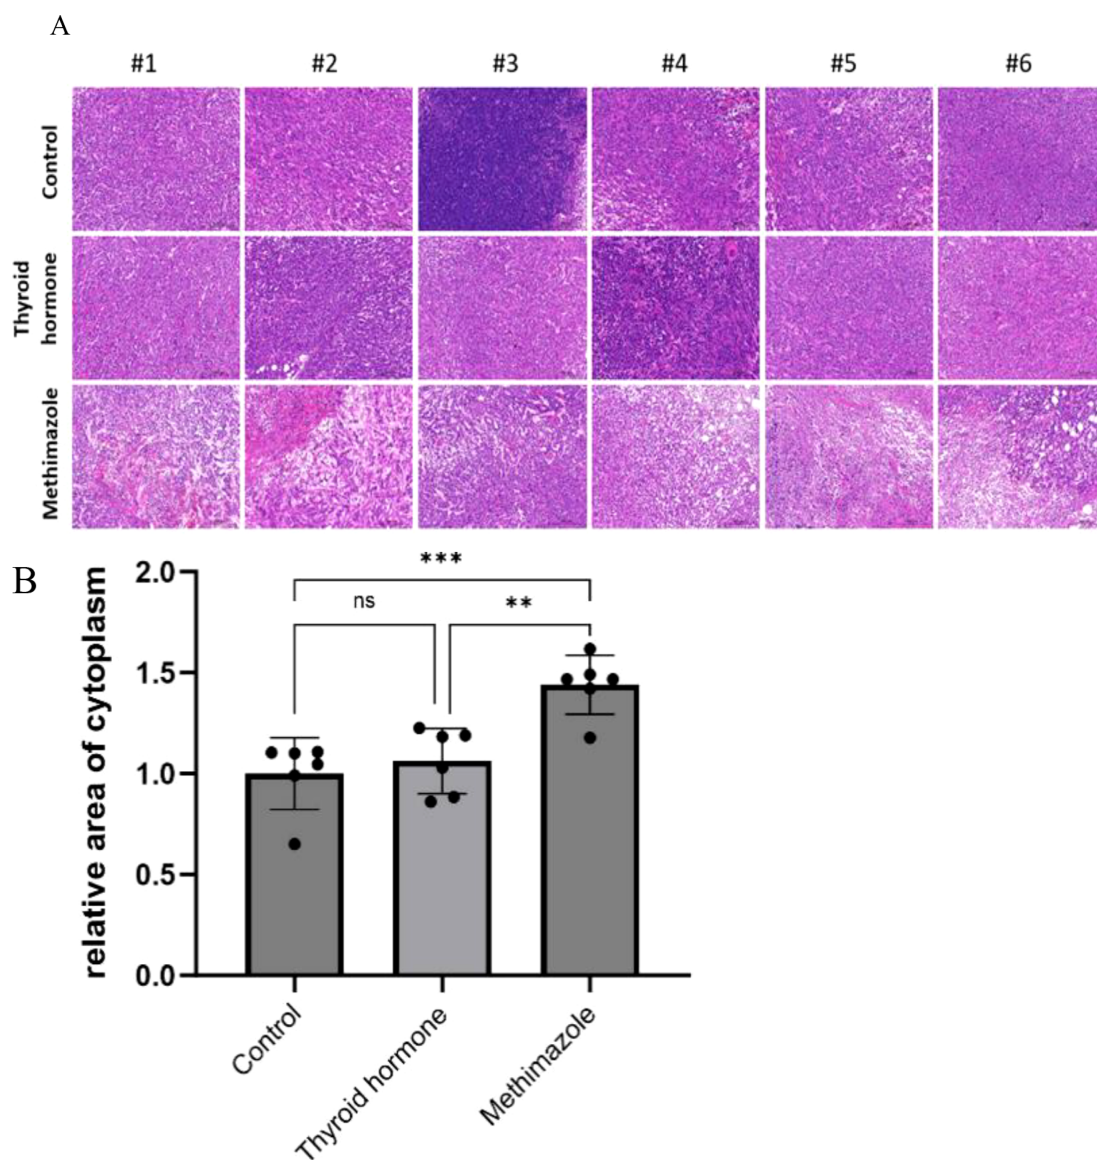 A
#1 #2 #3 #4 #5 #6
Control
Thyroid
hormone
Methimazole
B
relative area of cytoplasm
2.0
1.5
1.0
0.5
0.0
***
ns
**
Control
Thyroid hormone
Methimazole